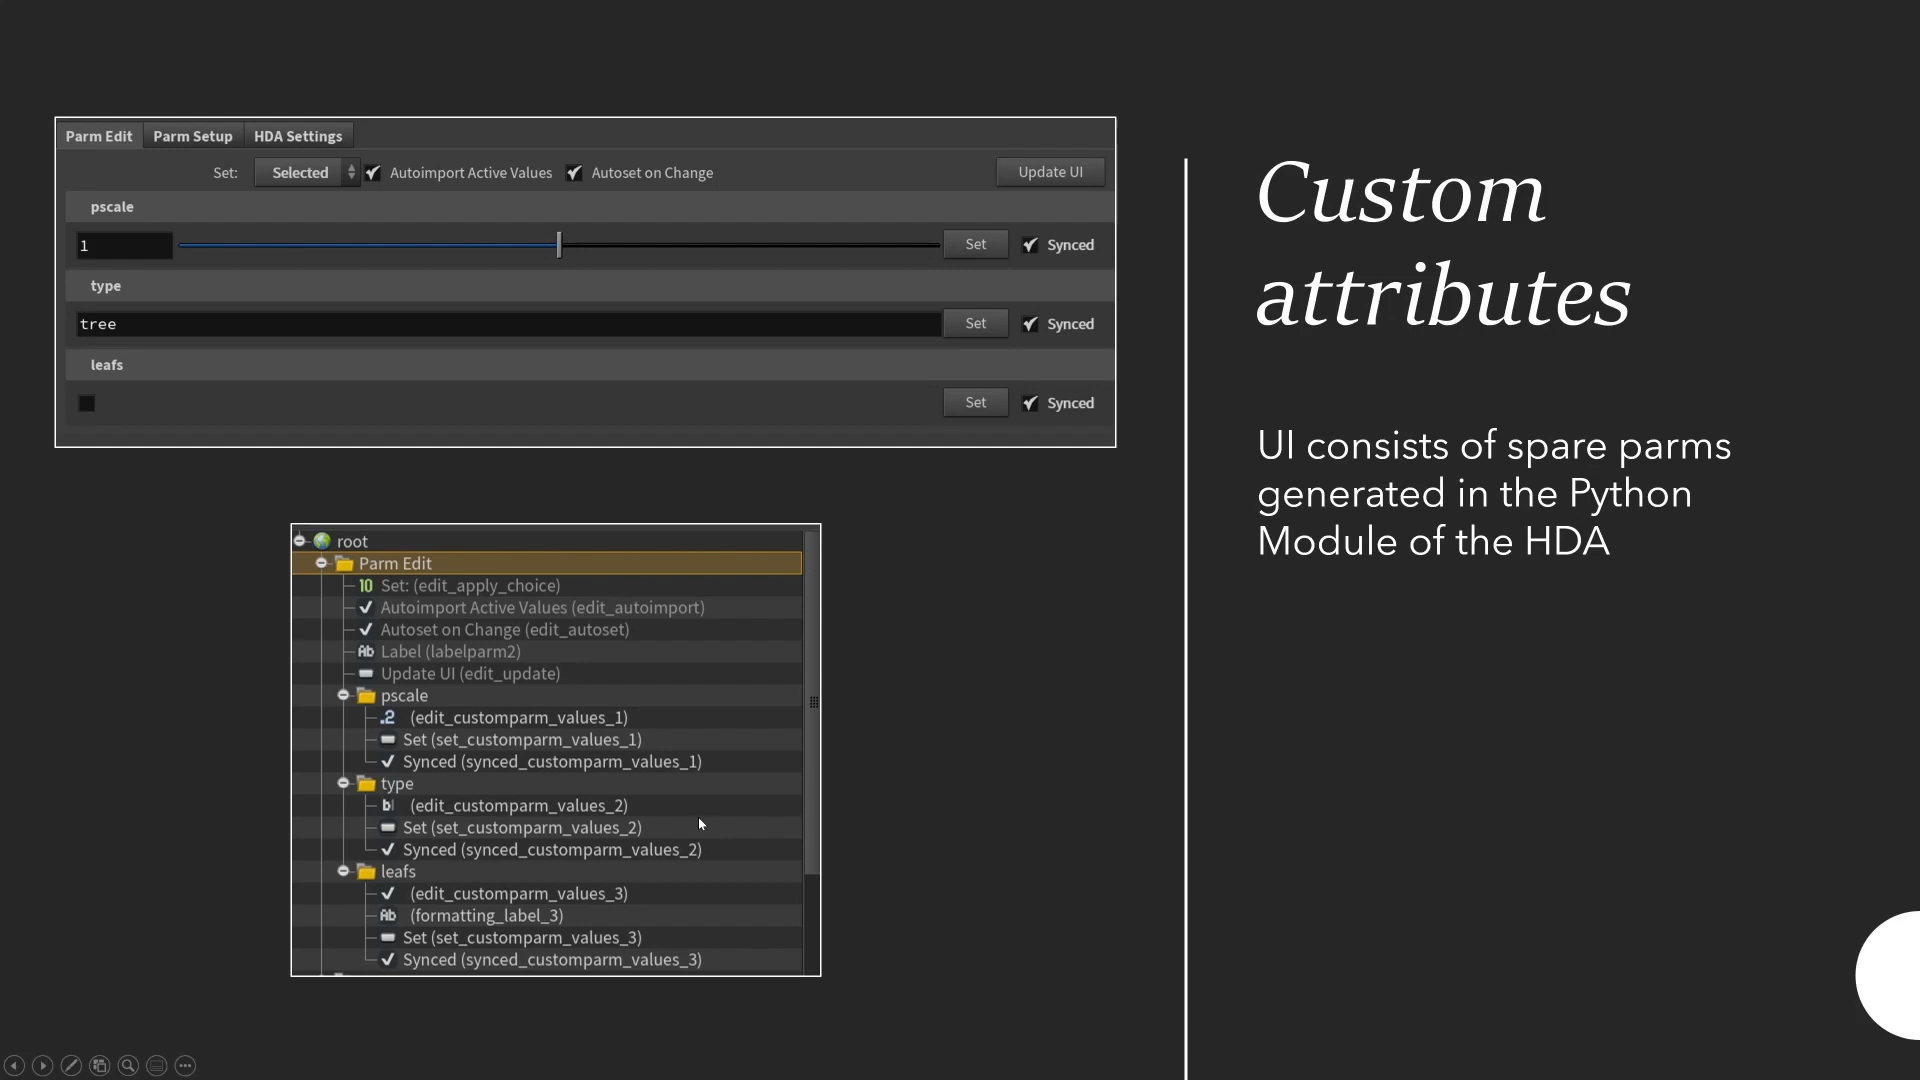 Parm Edit Parm Setup HDA Settings
Set: Selected Autoimport Active Values Autoset on Change Update UI
pscale
1 Set Synced
type
tree Set Synced
leafs
Set Synced
root
Parm Edit
10 Set: (edit_apply_choice)
Autoimport Active Values (edit_autoimport)
Autoset on Change (edit_autoset)
Ab Label (labelparm2)
Update UI (edit_update)
pscale
.2 (edit_customparm_values_1)
Set (set_customparm_values_1)
Synced (synced_customparm_values_1)
type
b| (edit_customparm_values_2)
Set (set_customparm_values_2)
Synced (synced_customparm_values_2)
leafs
(edit_customparm_values_3)
Ab (formatting_label_3)
Set (set_customparm_values_3)
Synced (synced_customparm_values_3)
Custom
attributes
UI consists of spare parms
generated in the Python
Module of the HDA